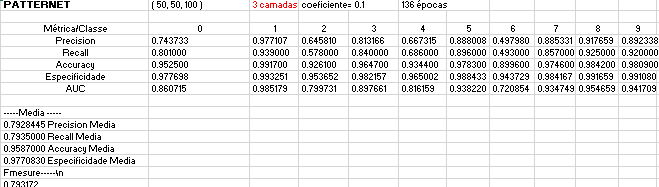 PATTERNET ( 50, 50, 100 ) 3 camadas coeficiente= 0.1 136 épocas
Métrica/Classe 0 1 2 3 4 5 6 7 8 9
Precision 0.743733 0.977107 0.645810 0.813166 0.667315 0.888008 0.497980 0.885331 0.917659 0.892338
Recall 0.801000 0.939000 0.578000 0.840000 0.686000 0.896000 0.493000 0.857000 0.925000 0.920000
Accuracy 0.952500 0.991700 0.926100 0.964700 0.934400 0.978300 0.899600 0.974600 0.984200 0.980900
Especificidade 0.977698 0.993251 0.953652 0.982157 0.965002 0.988433 0.943729 0.984167 0.991659 0.991080
AUC 0.860715 0.985179 0.799731 0.897661 0.816159 0.938220 0.720854 0.934749 0.954659 0.941709
-----Media -----
0.7928445 Precision Media
0.7935000 Recall Media
0.9587000 Accuracy Media
0.9770830 Especificidade Media
Fmesure-----\n
0.793172